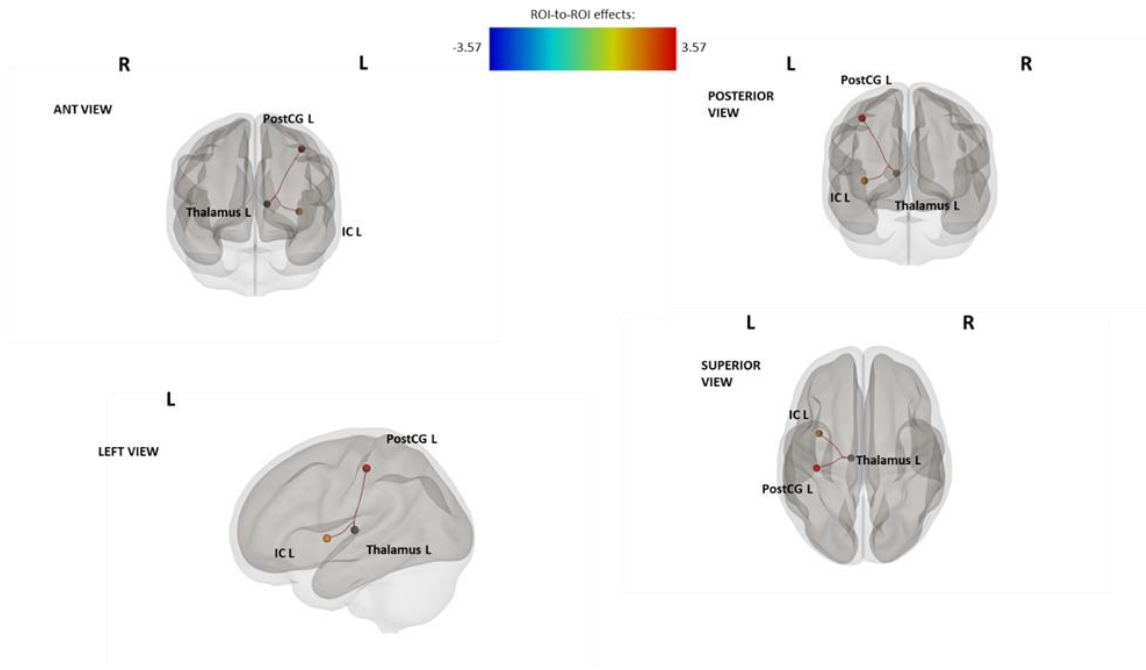 ROI-to-ROI effects:
-3.57 3.57
R L
ANT VIEW
PostCG L
Thalamus L
IC L
L R
POSTERIOR
VIEW
PostCG L
IC L
Thalamus L
L
LEFT VIEW
PostCG L
IC L
Thalamus L
L R
SUPERIOR
VIEW
IC L
Thalamus L
PostCG L